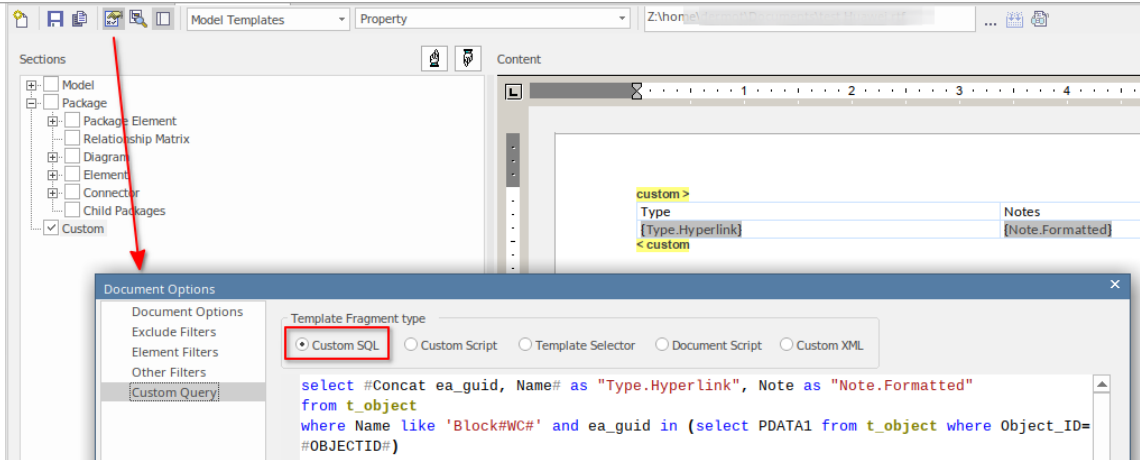 Model Templates
Property
Z:\home
...
Sections
Content
Model
Package
Package Element
Relationship Matrix
Diagram
Element
Connector
Child Packages
Custom
L
1 2 3 4
custom >
Type Notes
{Type.Hyperlink} {Note.Formatted}
< custom
Document Options
Document Options
Exclude Filters
Element Filters
Other Filters
Custom Query
Template Fragment type
Custom SQL Custom Script Template Selector Document Script Custom XML
select #Concat ea_guid, Name# as "Type.Hyperlink", Note as "Note.Formatted"
from t_object
where Name like 'Block#WC#' and ea_guid in (select PDATA1 from t_object where Object_ID=
#OBJECTID#)